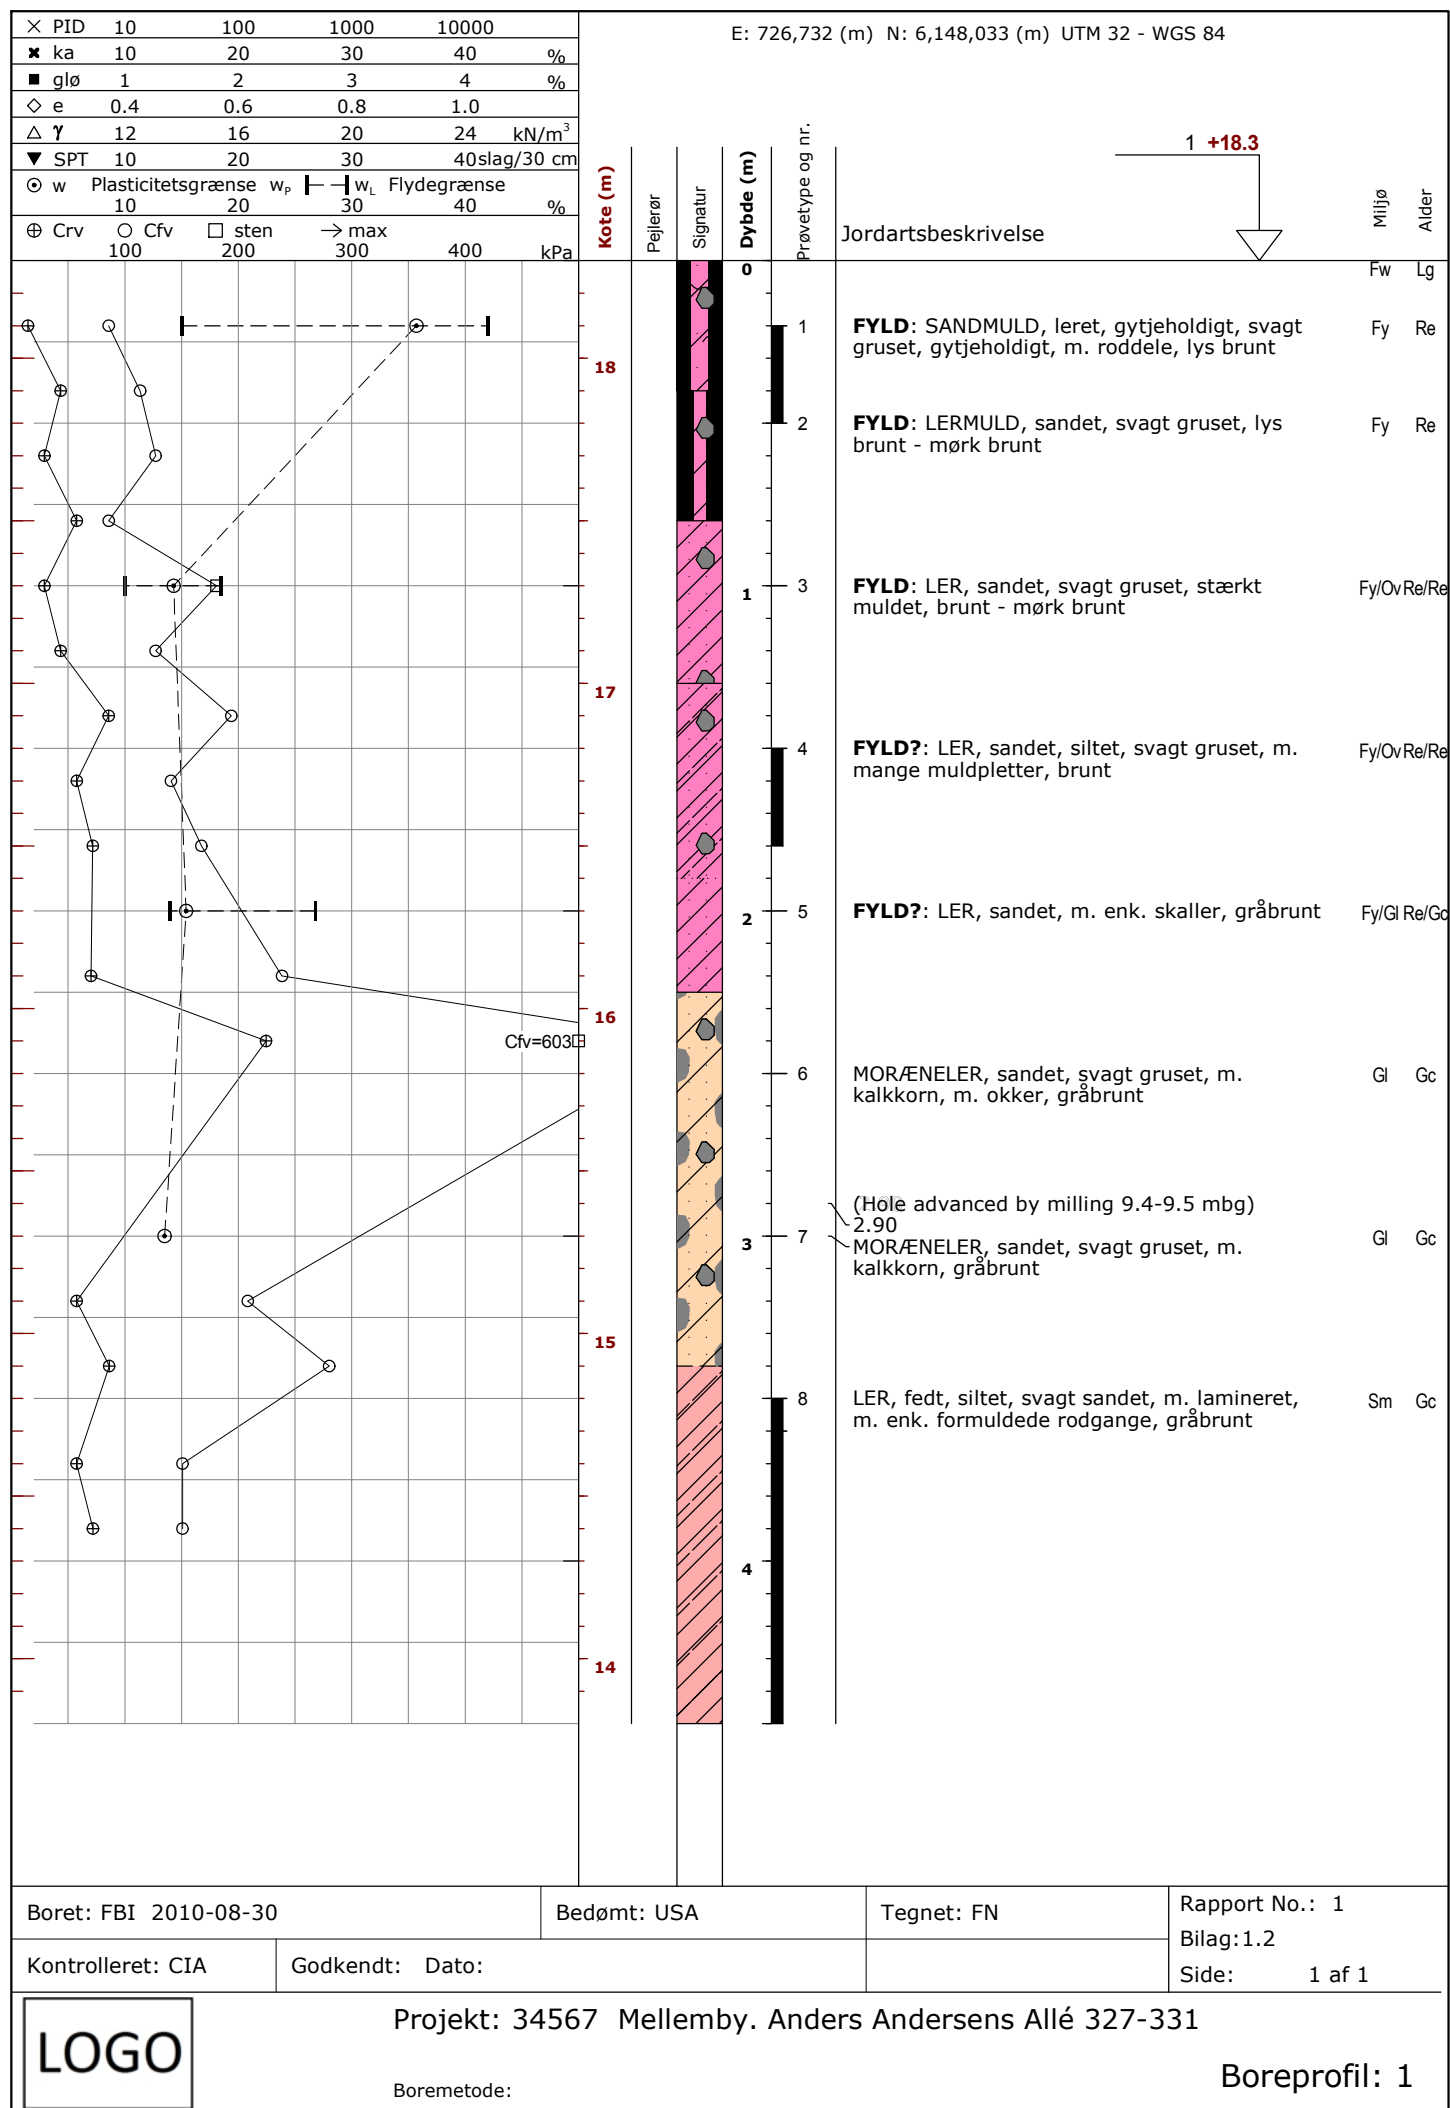 × PID 10 100 1000 10000
ka 10 20 30 40 %
glø 1 2 3 4 %
e 0.4 0.6 0.8 1.0
γ 12 16 20 24 kN/m³
SPT 10 20 30 40 slag/30 cm
w Plasticitetsgrænse wP wL Flydegrænse
10 20 30 40 %
Crv Cfv sten → max
100 200 300 400 kPa
E: 726,732 (m) N: 6,148,033 (m) UTM 32 - WGS 84
1 +18.3
Kote (m)
Pejlerør
Signatur
Dybde (m)
Prøvetype og nr.
Jordartsbeskrivelse
Miljø
Alder
0
Fw Lg
1 FYLD: SANDMULD, leret, gytjeholdigt, svagt Fy Re
gruset, gytjeholdigt, m. roddele, lys brunt
18
2 FYLD: LERMULD, sandet, svagt gruset, lys Fy Re
brunt - mørk brunt
1
3 FYLD: LER, sandet, svagt gruset, stærkt Fy/Ov Re/Re
muldet, brunt - mørk brunt
17
4 FYLD?: LER, sandet, siltet, svagt gruset, m. Fy/Ov Re/Re
mange muldpletter, brunt
2
5 FYLD?: LER, sandet, m. enk. skaller, gråbrunt Fy/Gl Re/Gc
16
Cfv=603
6 MORÆNELER, sandet, svagt gruset, m. Gl Gc
kalkkorn, m. okker, gråbrunt
(Hole advanced by milling 9.4-9.5 mbg)
2.90
3
7 MORÆNELER, sandet, svagt gruset, m. Gl Gc
kalkkorn, gråbrunt
15
8 LER, fedt, siltet, svagt sandet, m. lamineret, Sm Gc
m. enk. formuldede rodgange, gråbrunt
4
14
Boret: FBI 2010-08-30
Bedømt: USA
Tegnet: FN
Rapport No.: 1
Bilag:1.2
Side: 1 af 1
Kontrolleret: CIA
Godkendt: Dato:
LOGO
Projekt: 34567 Mellemby. Anders Andersens Allé 327-331
Boremetode:
Boreprofil: 1